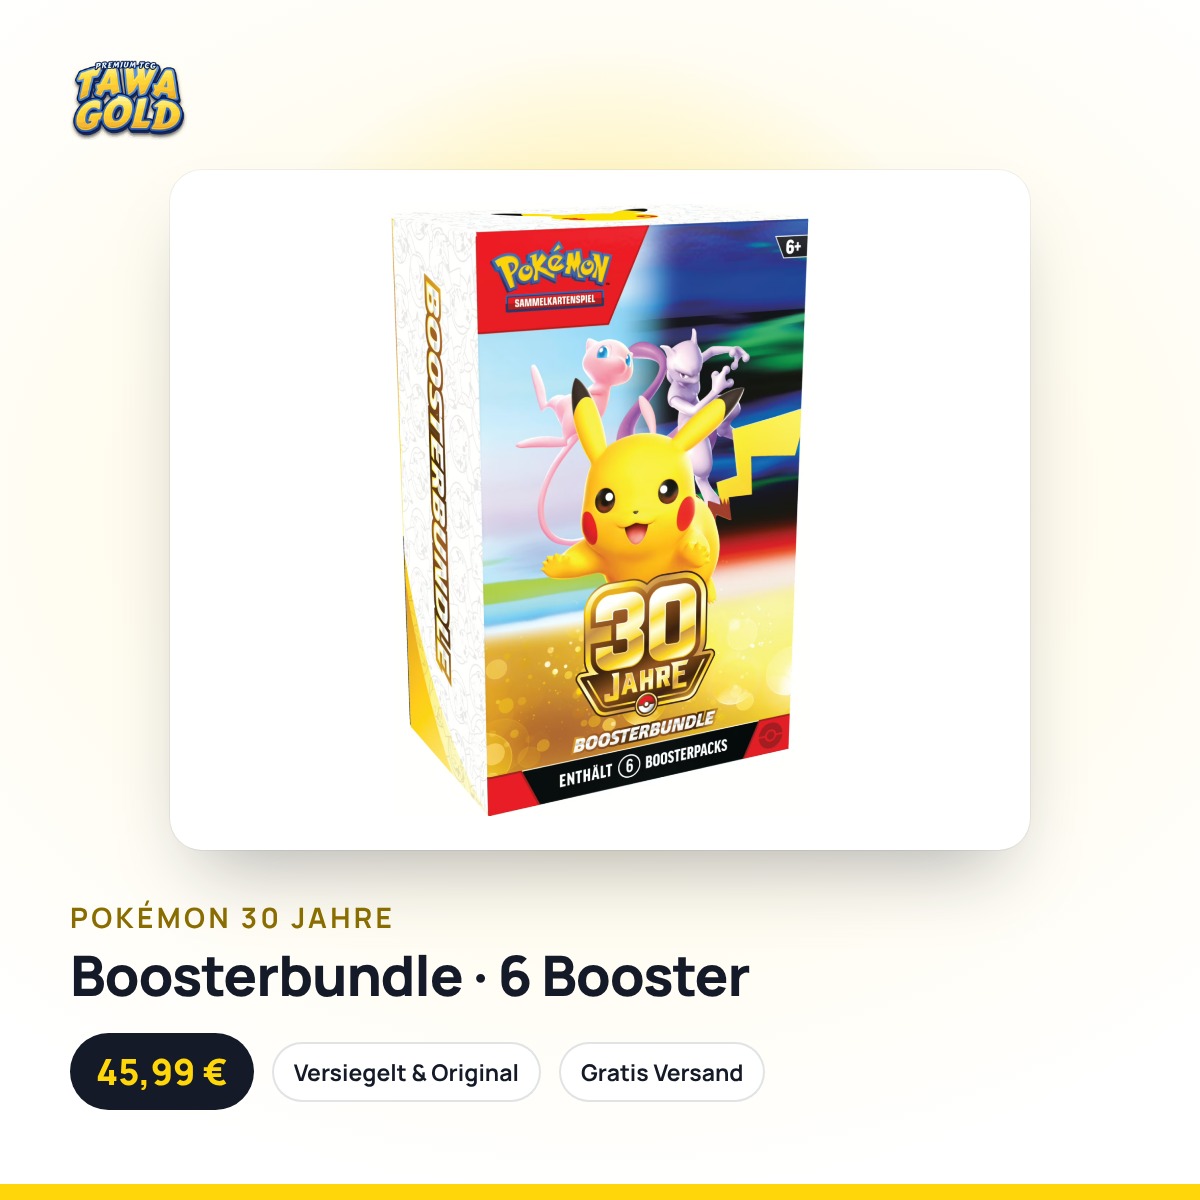 PREMIUM TCG
TAWA
GOLD
6+
POKéMON
SAMMELKARTENSPIEL
BOOSTERBUNDLE
30
JAHRE
BOOSTERBUNDLE
ENTHÄLT 6 BOOSTERPACKS
POKÉMON 30 JAHRE
Boosterbundle · 6 Booster
45,99 €
Versiegelt & Original
Gratis Versand